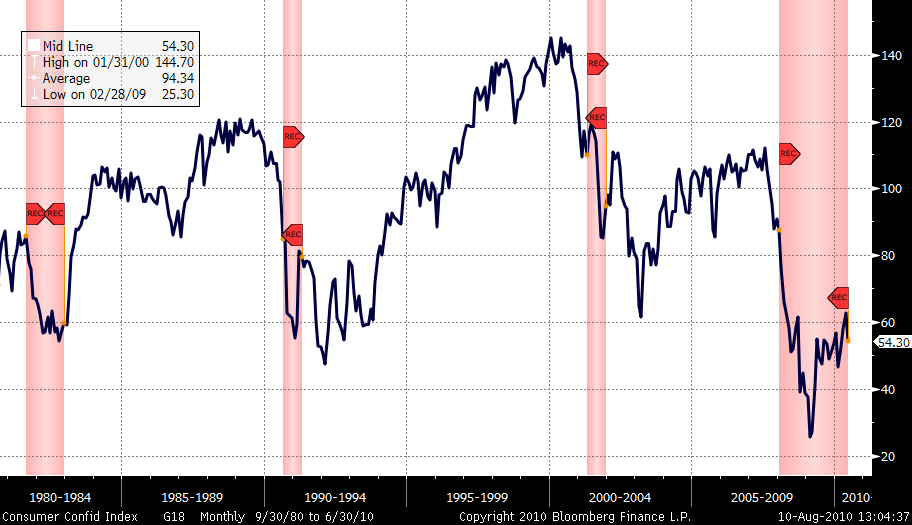 Mid Line 54.30
High on 01/31/00 144.70
Average 94.34
Low on 02/28/09 25.30
140
REC
REC
120
REC
REC
100
REC REC
REC
80
REC
60
54.30
40
20
1980-1984 1985-1989 1990-1994 1995-1999 2000-2004 2005-2009 2010-
Consumer Confid Index G18 Monthly 9/30/80 to 6/30/10 Copyright 2010 Bloomberg Finance L.P. 10-Aug-2010 13:04:37